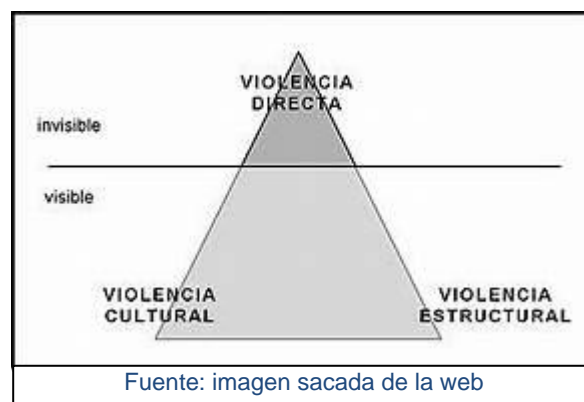 VIOLENCIA
DIRECTA
invisible
visible
VIOLENCIA
CULTURAL
VIOLENCIA
ESTRUCTURAL
Fuente: imagen sacada de la web